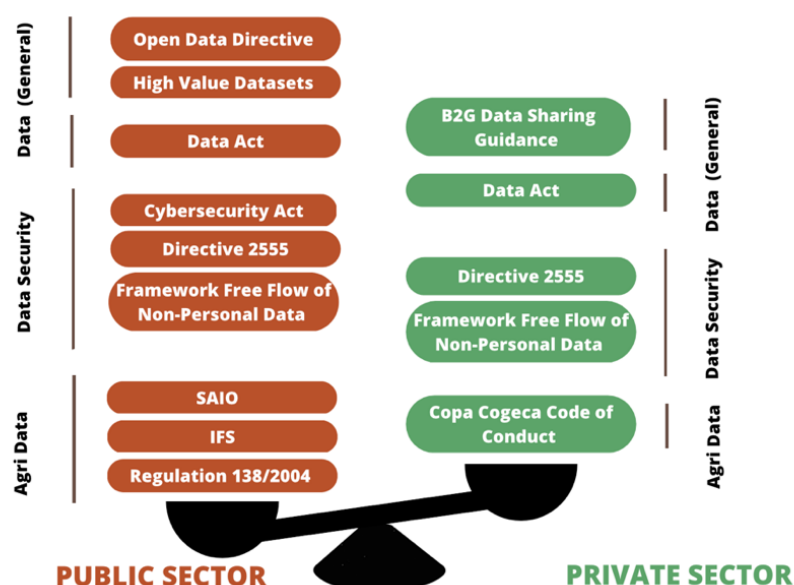 Data (General)
Open Data Directive
High Value Datasets
Data Act
Data Security
Cybersecurity Act
Directive 2555
Framework Free Flow of
Non-Personal Data
Agri Data
SAIO
IFS
Regulation 138/2004
PUBLIC SECTOR
B2G Data Sharing
Guidance
Data Act
Data (General)
Directive 2555
Framework Free Flow of
Non-Personal Data
Data Security
Copa Cogeca Code of
Conduct
Agri Data
PRIVATE SECTOR